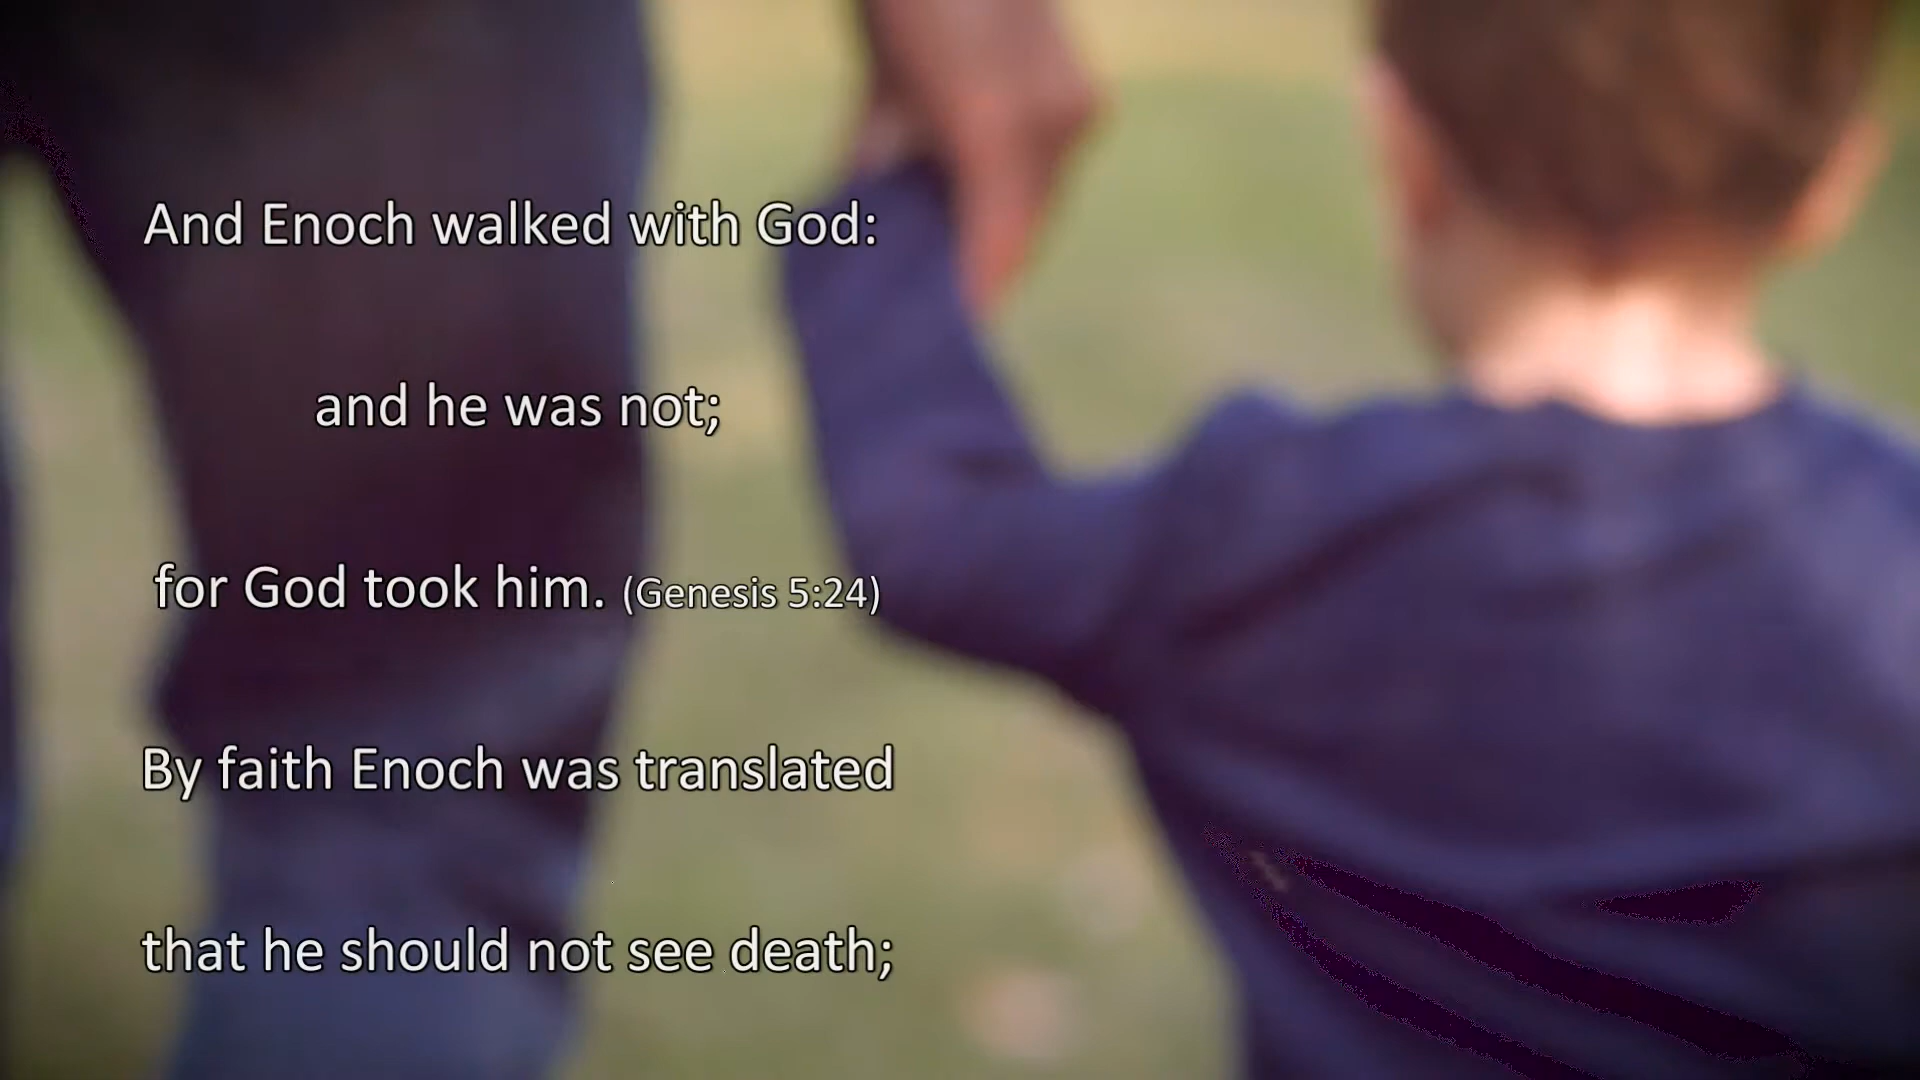 And Enoch walked with God:
and he was not;
for God took him. (Genesis 5:24)
By faith Enoch was translated
that he should not see death;